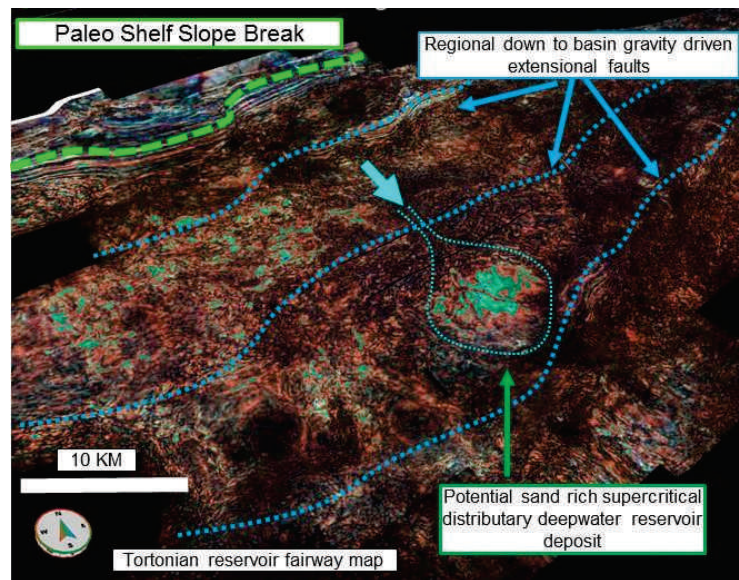 Paleo Shelf Slope Break
Regional down to basin gravity driven
extensional faults
10 KM
Potential sand rich supercritical
distributary deepwater reservoir
deposit
Tortonian reservoir fairway map
N
E
S
W